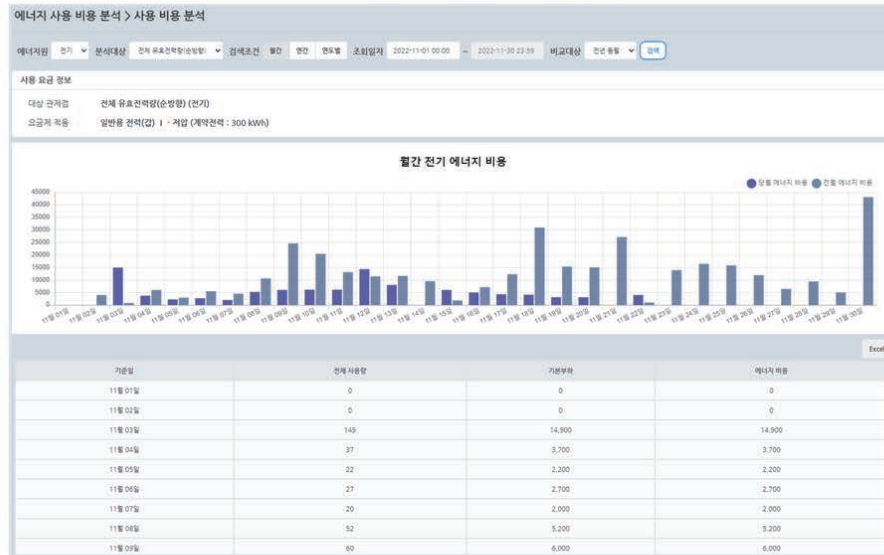 에너지 사용 비용 분석 > 사용 비용 분석
에너지원 전기 분석대상 전체 유효전력량(순방향) 검색조건 월간 연간 연도별 조회일자 2022-11-01 00:00 ~ 2022-11-30 23:59 비교대상 전년 동월 검색
사용 요금 정보
대상 관제점 전체 유효전력량(순방향) (전기)
요금제 적용 일반용 전력(갑) I - 저압 (계약전력 : 300 kWh)
월간 전기 에너지 비용
당월 에너지 비용 전월 에너지 비용
45000
40000
35000
30000
25000
20000
15000
10000
5000
0
11월 01일 11월 02일 11월 03일 11월 04일 11월 05일 11월 06일 11월 07일 11월 08일 11월 09일 11월 10일 11월 11일 11월 12일 11월 13일 11월 14일 11월 15일 11월 16일 11월 17일 11월 18일 11월 19일 11월 20일 11월 21일 11월 22일 11월 23일 11월 24일 11월 25일 11월 26일 11월 27일 11월 28일 11월 29일 11월 30일
Excel
기준일 전체 사용량 기본부하 에너지 비용
11월 01일 0 0 0
11월 02일 0 0 0
11월 03일 149 14,900 14,900
11월 04일 37 3,700 3,700
11월 05일 22 2,200 2,200
11월 06일 27 2,700 2,700
11월 07일 20 2,000 2,000
11월 08일 52 5,200 5,200
11월 09일 60 6,000 6,000